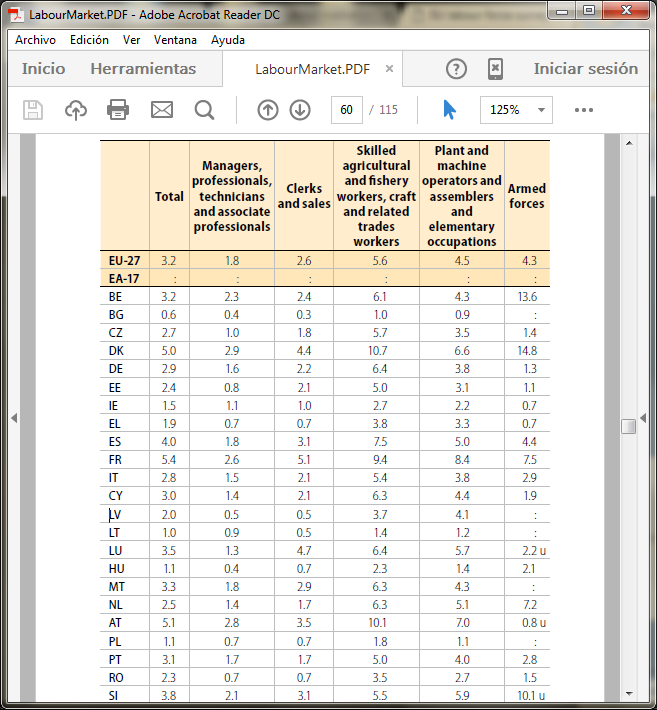 LabourMarket.PDF - Adobe Acrobat Reader DC
Archivo Edición Ver Ventana Ayuda
Inicio Herramientas LabourMarket.PDF × ? Iniciar sesión
60 / 115 125%
Total Managers, professionals, technicians and associate professionals Clerks and sales Skilled agricultural and fishery workers, craft and related trades workers Plant and machine operators and assemblers and elementary occupations Armed forces
EU-27 3.2 1.8 2.6 5.6 4.5 4.3
EA-17 : : : : : :
BE 3.2 2.3 2.4 6.1 4.3 13.6
BG 0.6 0.4 0.3 1.0 0.9 :
CZ 2.7 1.0 1.8 5.7 3.5 1.4
DK 5.0 2.9 4.4 10.7 6.6 14.8
DE 2.9 1.6 2.2 6.4 3.8 1.3
EE 2.4 0.8 2.1 5.0 3.1 1.1
IE 1.5 1.1 1.0 2.7 2.2 0.7
EL 1.9 0.7 0.7 3.8 3.3 0.7
ES 4.0 1.8 3.1 7.5 5.0 4.4
FR 5.4 2.6 5.1 9.4 8.4 7.5
IT 2.8 1.5 2.1 5.4 3.8 2.9
CY 3.0 1.4 2.1 6.3 4.4 1.9
LV 2.0 0.5 0.5 3.7 4.1 :
LT 1.0 0.9 0.5 1.4 1.2 :
LU 3.5 1.3 4.7 6.4 5.7 2.2 u
HU 1.1 0.4 0.7 2.3 1.4 2.1
MT 3.3 1.8 2.9 6.3 4.3 :
NL 2.5 1.4 1.7 6.3 5.1 7.2
AT 5.1 2.8 3.5 10.1 7.0 0.8 u
PL 1.1 0.7 0.7 1.8 1.1 :
PT 3.1 1.7 1.7 5.0 4.0 2.8
RO 2.3 0.7 0.7 3.5 2.7 1.5
SI 3.8 2.1 3.1 5.5 5.9 10.1 u